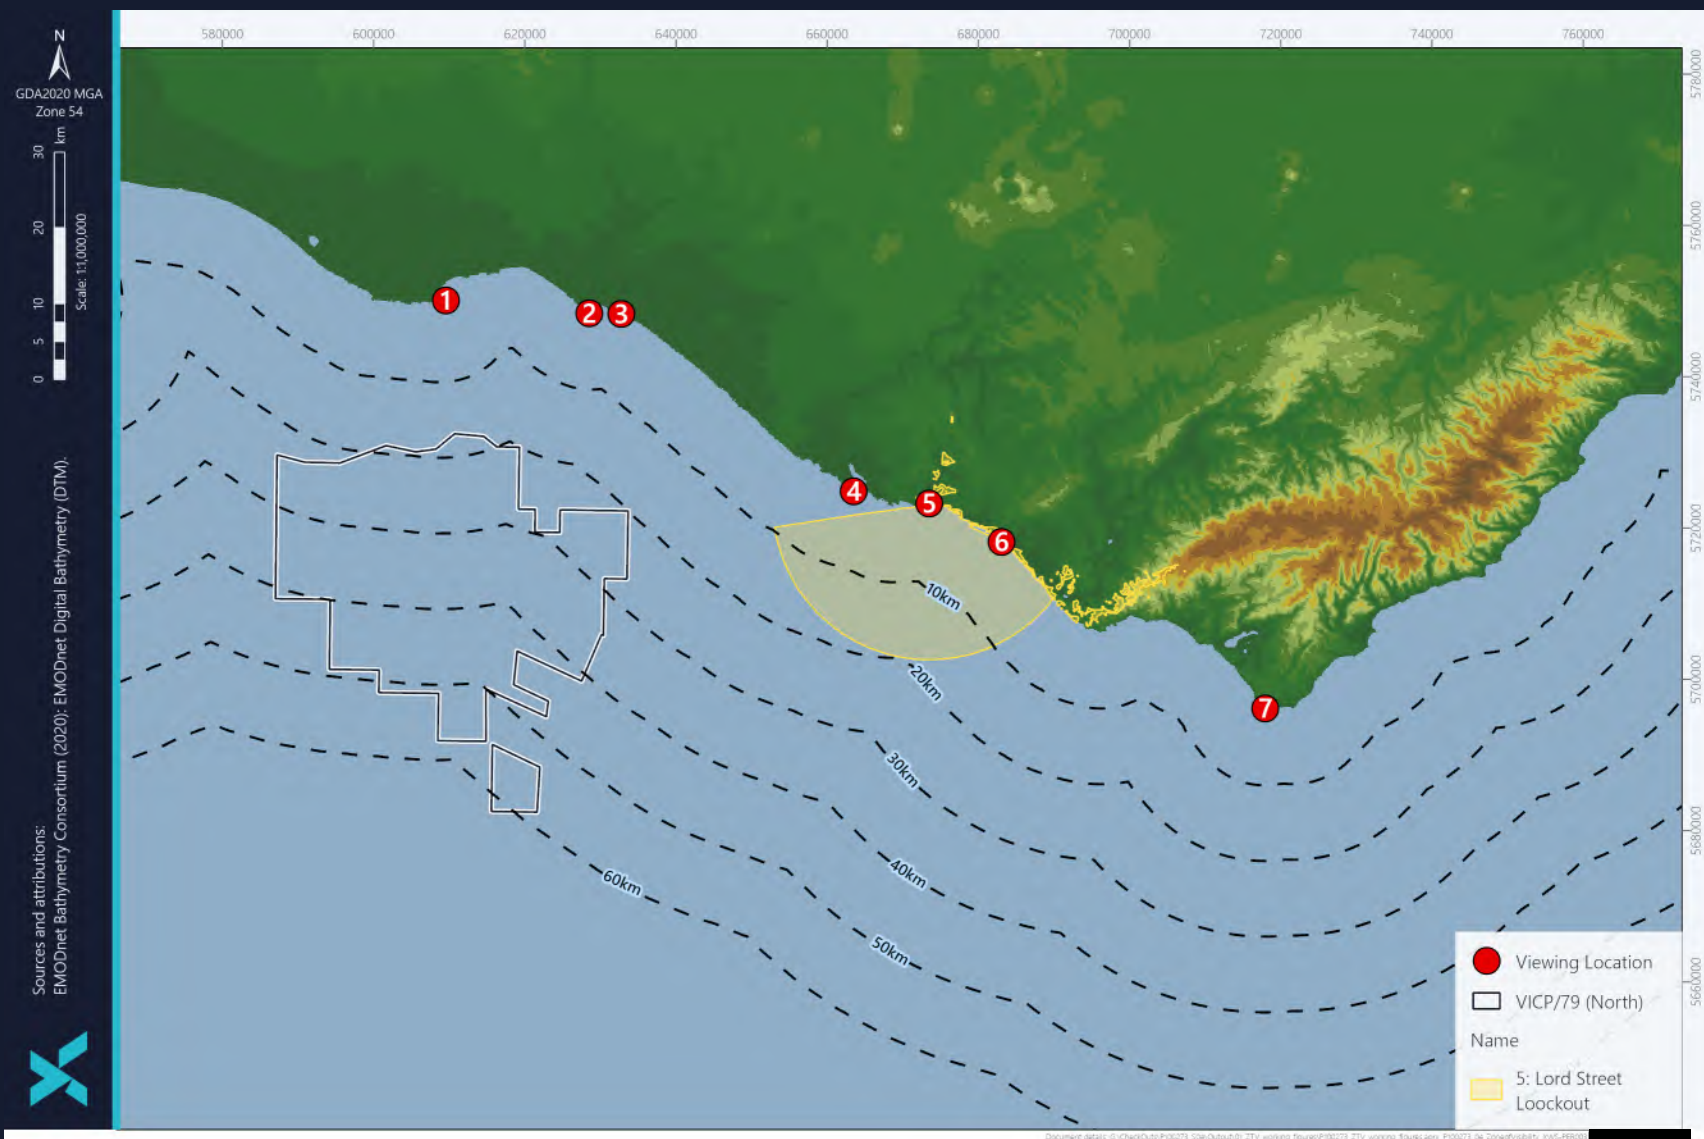 580000 600000 620000 640000 660000 680000 700000 720000 740000 760000
N
GDA2020 MGA
Zone 54
km
30
20
10
5
0
Scale: 1:1,000,000
Sources and attributions:
EMODnet Bathymetry Consortium (2020): EMODnet Digital Bathymetry (DTM).
5780000
5760000
5740000
5720000
5700000
5680000
5660000
1
2
3
4
5
6
7
10km
20km
30km
40km
50km
60km
Viewing Location
VICP/79 (North)
Name
5: Lord Street
Loockout